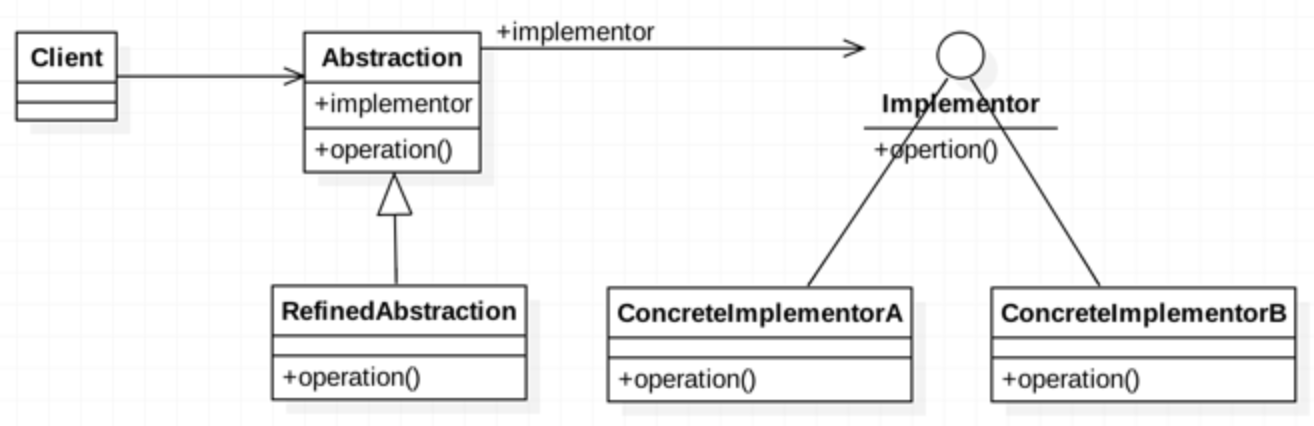 Client
Abstraction
+implementor
+operation()
+implementor
Implementor
+opertion()
RefinedAbstraction
+operation()
ConcreteImplementorA
+operation()
ConcreteImplementorB
+operation()